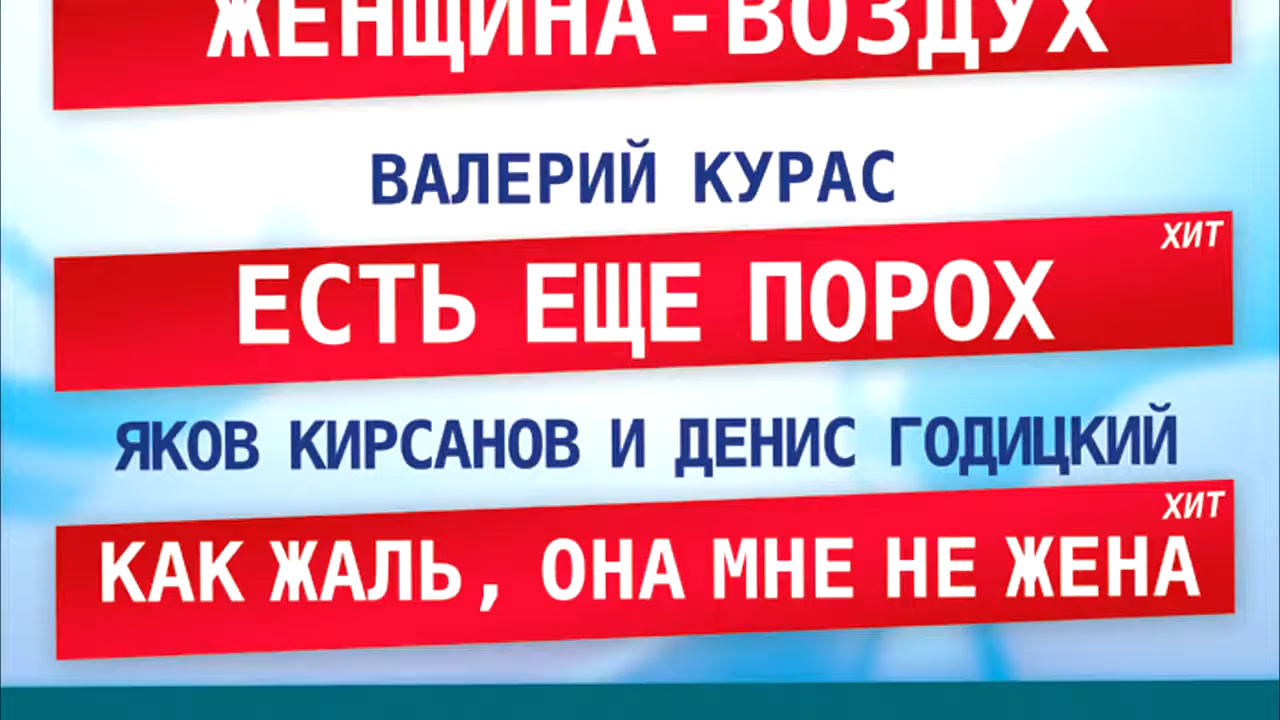 ЖЕНЩИНА-ВОЗДУХ
ВАЛЕРИЙ КУРАС
ХИТ
ЕСТЬ ЕЩЕ ПОРОХ
ЯКОВ КИРСАНОВ И ДЕНИС ГОДИЦКИЙ
ХИТ
КАК ЖАЛЬ, ОНА МНЕ НЕ ЖЕНА